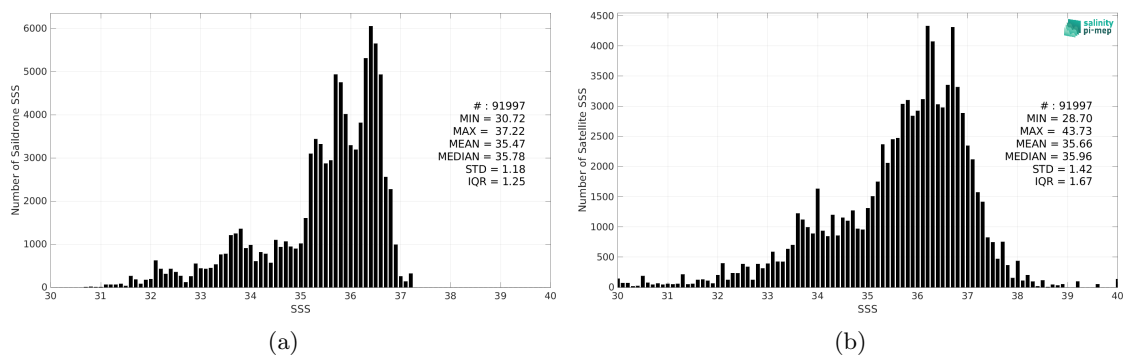 6000
5000
4000
3000
2000
1000
0
Number of Saildrone SSS
# : 91997
MIN = 30.72
MAX = 37.22
MEAN = 35.47
MEDIAN = 35.78
STD = 1.18
IQR = 1.25
30 31 32 33 34 35 36 37 38 39 40
SSS
(a)
4500
4000
3500
3000
2500
2000
1500
1000
500
0
Number of Satellite SSS
salinity
pi-mep
# : 91997
MIN = 28.70
MAX = 43.73
MEAN = 35.66
MEDIAN = 35.96
STD = 1.42
IQR = 1.67
30 31 32 33 34 35 36 37 38 39 40
SSS
(b)